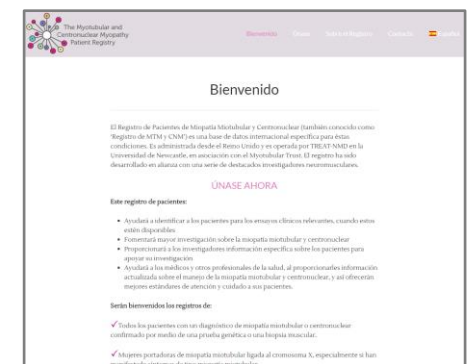 The Myotubular and
Centronuclear Myopathy
Patient Registry
Bienvenido Únase Sobre el Registro Contacto Español
Bienvenido
El Registro de Pacientes de Miopatía Miotubular y Centronuclear (también conocido como
'Registro de MTM y CNM') es una base de datos internacional específica para éstas
condiciones. Es administrada desde el Reino Unido y es operada por TREAT-NMD en la
Universidad de Newcastle, en asociación con el Myotubular Trust. El registro ha sido
desarrollado en alianza con una serie de destacados investigadores neuromusculares.
ÚNASE AHORA
Este registro de pacientes:
• Ayudará a identificar a los pacientes para los ensayos clínicos relevantes, cuando estos
estén disponibles
• Fomentará mayor investigación sobre la miopatía miotubular y centronuclear
• Proporcionará a los investigadores información específica sobre los pacientes para
apoyar su investigación
• Ayudará a los médicos y otros profesionales de la salud, al proporcionarles información
actualizada sobre el manejo de la miopatía miotubular y centronuclear, y así ofrecerán
mejores estándares de atención y cuidado a sus pacientes.
Serán bienvenidos los registros de:
✓Todos los pacientes con un diagnóstico de miopatía miotubular o centronuclear
confirmado por medio de una prueba genética o una biopsia muscular.
✓Mujeres portadoras de miopatía miotubular ligada al cromosoma X, especialmente si han